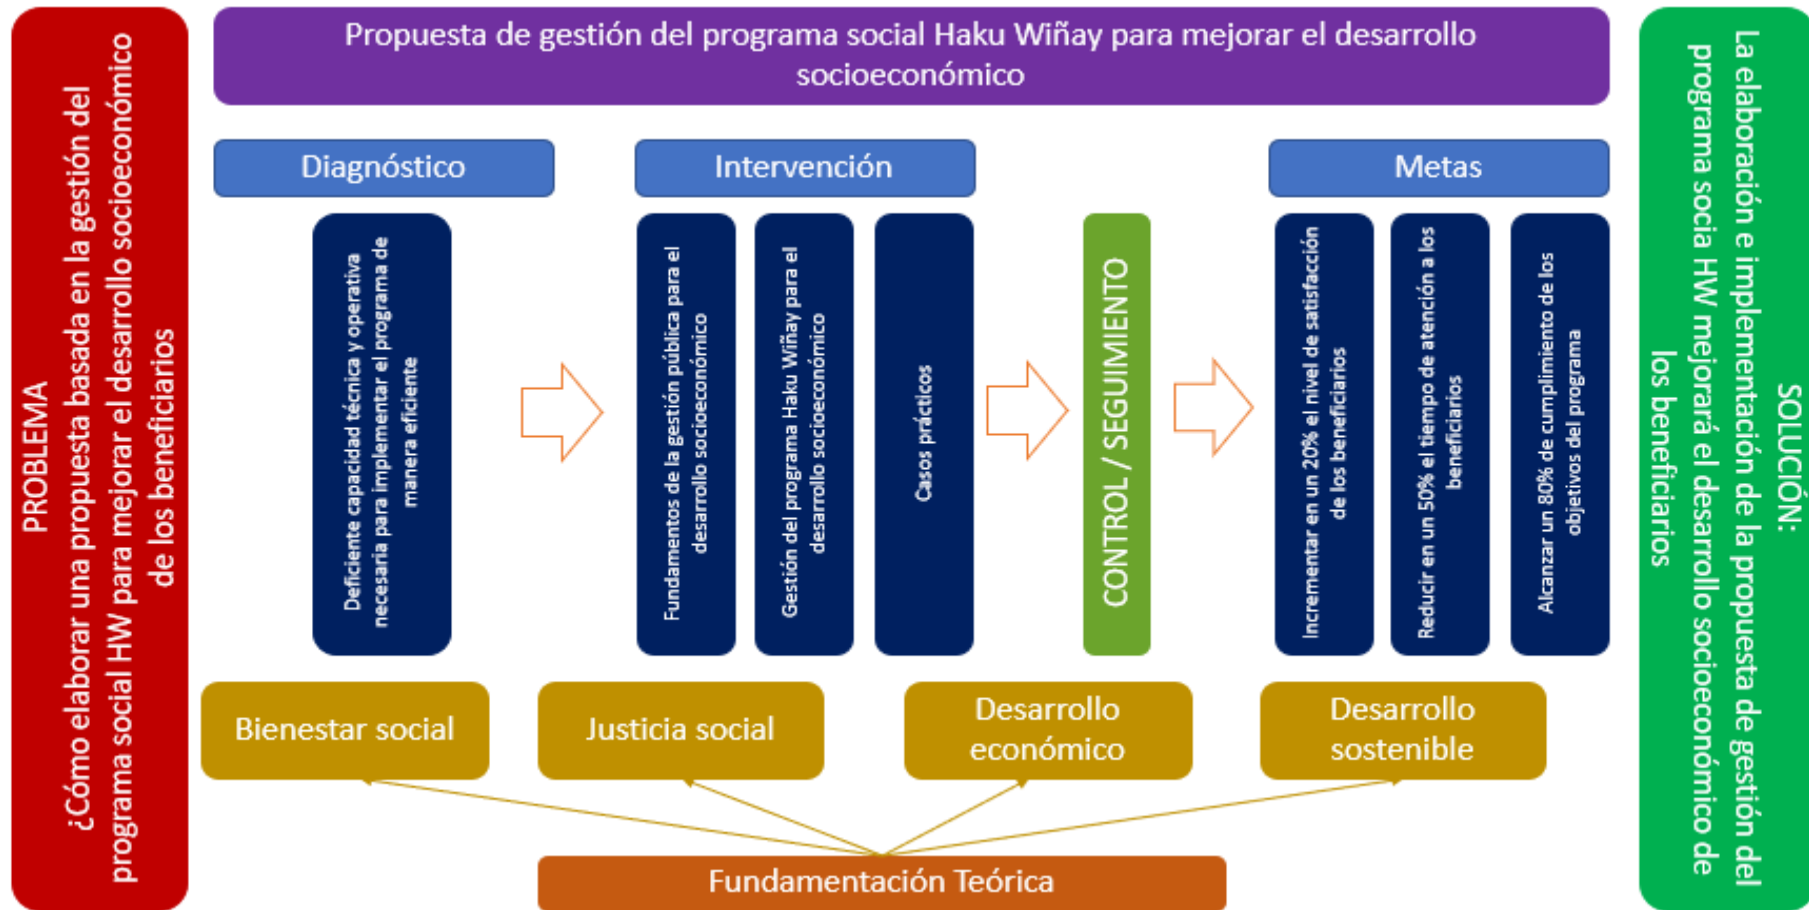 PROBLEMA
¿Cómo elaborar una propuesta basada en la gestión del
programa social HW para mejorar el desarrollo socioeconómico
de los beneficiarios
Propuesta de gestión del programa social Haku Wiñay para mejorar el desarrollo
socioeconómico
Diagnóstico
Deficiente capacidad técnica y operativa
necesaria para implementar el programa de
manera eficiente
Intervención
Fundamentos de la gestión pública para el
desarrollo socioeconómico
Gestión del programa Haku Wiñay para el
desarrollo socioeconómico
Casos prácticos
CONTROL / SEGUIMIENTO
Metas
Incrementar en un 20% el nivel de satisfacción
de los beneficiarios
Reducir en un 50% el tiempo de atención a los
beneficiarios
Alcanzar un 80% de cumplimiento de los
objetivos del programa
Bienestar social
Justicia social
Desarrollo
económico
Desarrollo
sostenible
Fundamentación Teórica
SOLUCIÓN:
La elaboración e implementación de la propuesta de gestión del
programa socia HW mejorará el desarrollo socioeconómico de
los beneficiarios